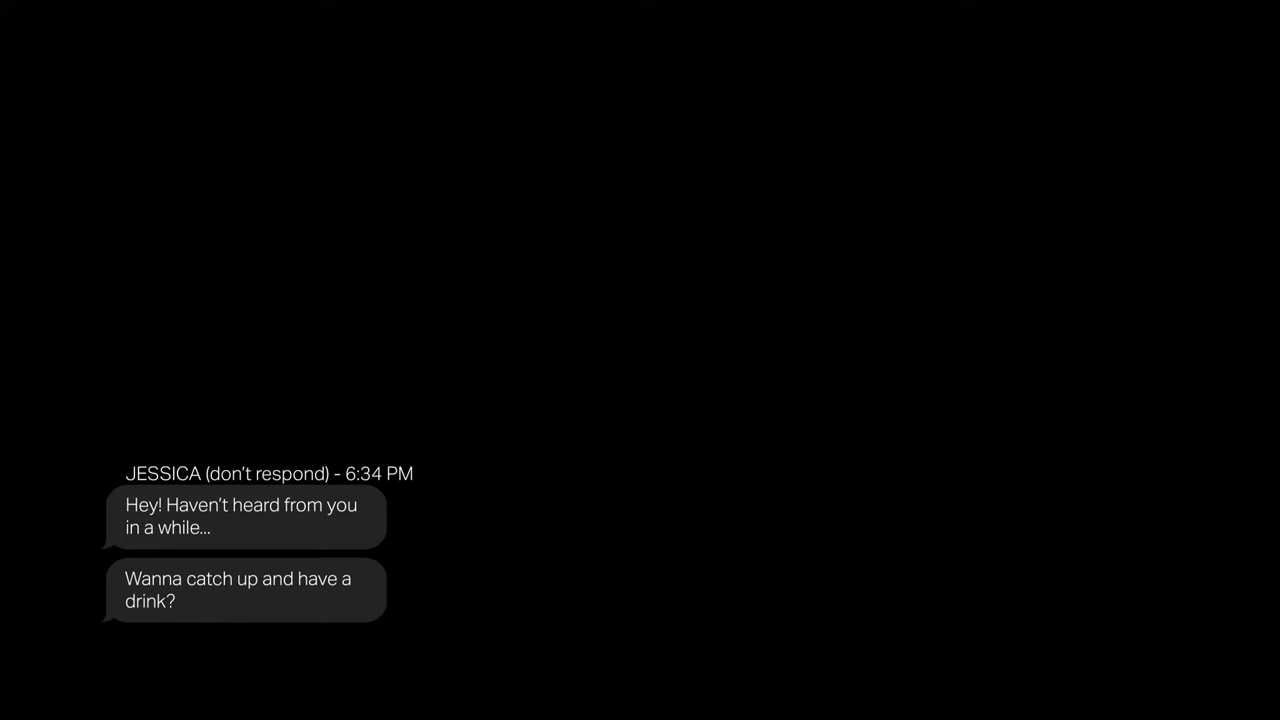 JESSICA (don’t respond) - 6:34 PM
Hey! Haven’t heard from you
in a while...
Wanna catch up and have a
drink?